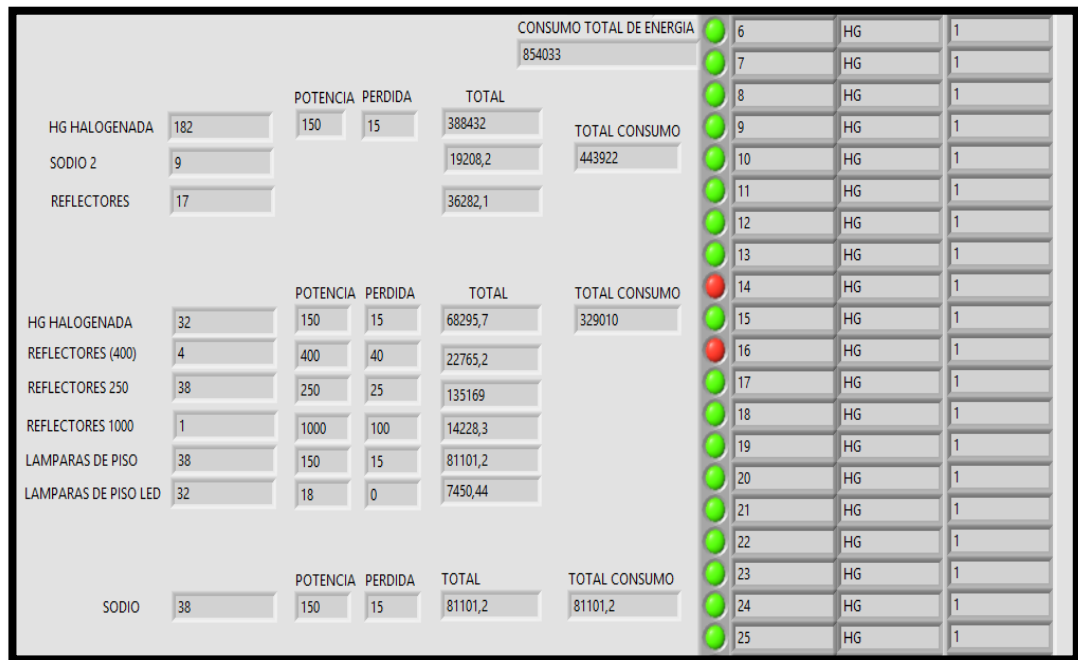 CONSUMO TOTAL DE ENERGIA
854033
POTENCIA PERDIDA TOTAL
HG HALOGENADA 182 150 15 388432 TOTAL CONSUMO
SODIO 2 9 19208,2 443922
REFLECTORES 17 36282,1
POTENCIA PERDIDA TOTAL TOTAL CONSUMO
HG HALOGENADA 32 150 15 68295,7 329010
REFLECTORES (400) 4 400 40 22765,2
REFLECTORES 250 38 250 25 135169
REFLECTORES 1000 1 1000 100 14228,3
LAMPARAS DE PISO 38 150 15 81101,2
LAMPARAS DE PISO LED 32 18 0 7450,44
POTENCIA PERDIDA TOTAL TOTAL CONSUMO
SODIO 38 150 15 81101,2 81101,2
6 HG 1
7 HG 1
8 HG 1
9 HG 1
10 HG 1
11 HG 1
12 HG 1
13 HG 1
14 HG 1
15 HG 1
16 HG 1
17 HG 1
18 HG 1
19 HG 1
20 HG 1
21 HG 1
22 HG 1
23 HG 1
24 HG 1
25 HG 1